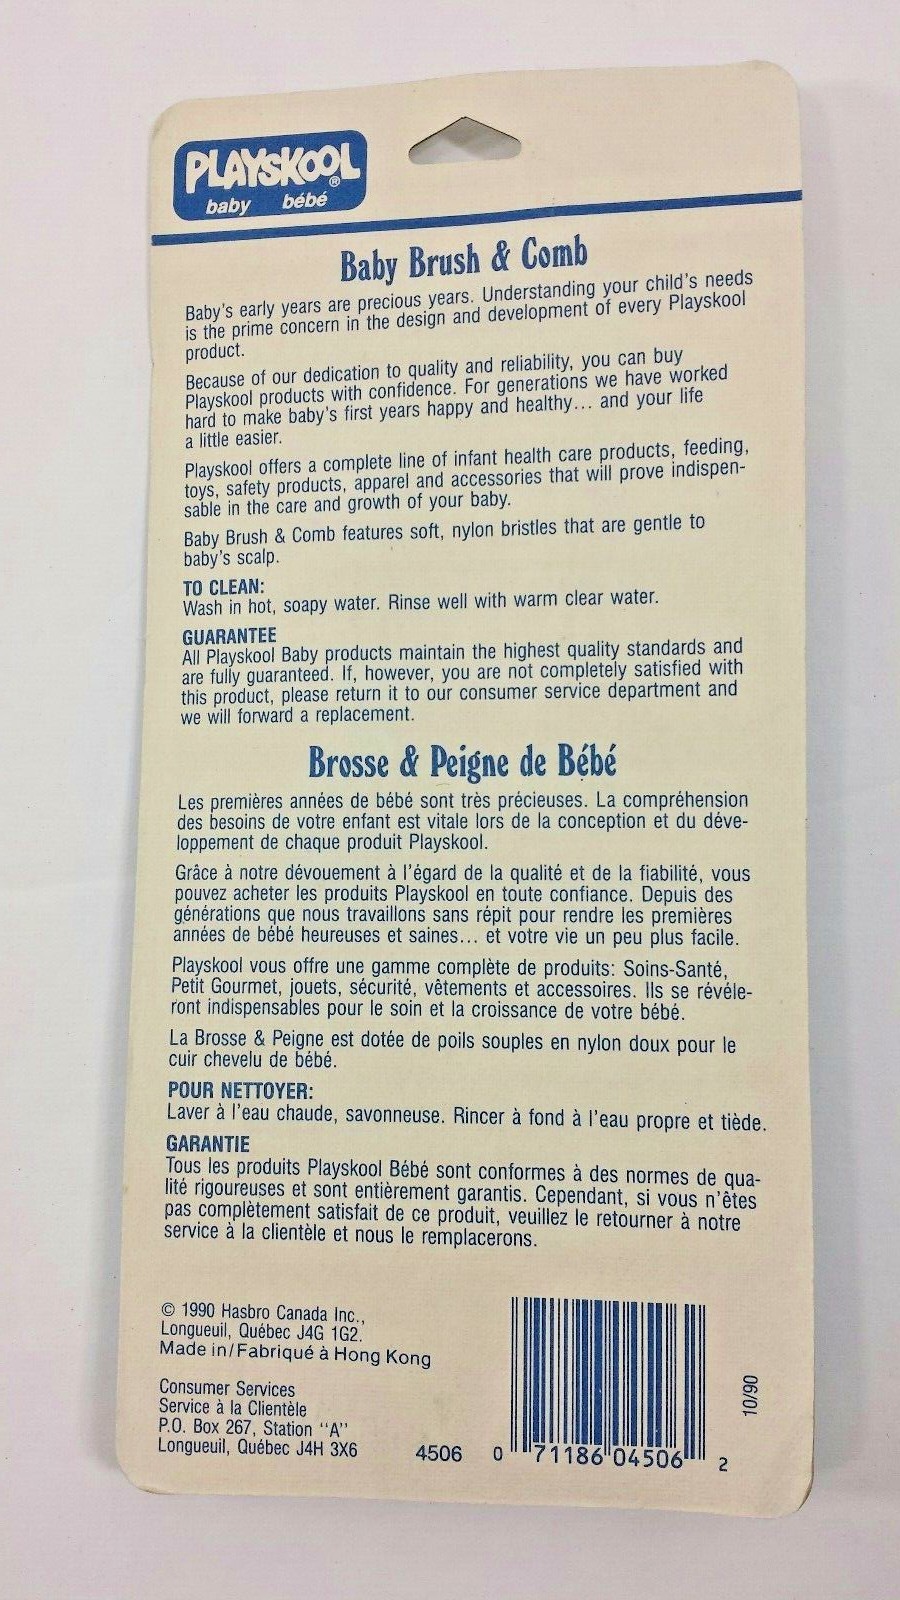 PLAYSKOOL®
baby bébé
Baby Brush & Comb
Baby's early years are precious years. Understanding your child's needs
is the prime concern in the design and development of every Playskool
product.
Because of our dedication to quality and reliability, you can buy
Playskool products with confidence. For generations we have worked
hard to make baby's first years happy and healthy... and your life
a little easier.
Playskool offers a complete line of infant health care products, feeding,
toys, safety products, apparel and accessories that will prove indispen-
sable in the care and growth of your baby.
Baby Brush & Comb features soft, nylon bristles that are gentle to
baby's scalp.
TO CLEAN:
Wash in hot, soapy water. Rinse well with warm clear water.
GUARANTEE
All Playskool Baby products maintain the highest quality standards and
are fully guaranteed. If, however, you are not completely satisfied with
this product, please return it to our consumer service department and
we will forward a replacement.
Brosse & Peigne de Bébé
Les premières années de bébé sont très précieuses. La compréhension
des besoins de votre enfant est vitale lors de la conception et du déve-
loppement de chaque produit Playskool.
Grâce à notre dévouement à l'égard de la qualité et de la fiabilité, vous
pouvez acheter les produits Playskool en toute confiance. Depuis des
générations que nous travaillons sans répit pour rendre les premières
années de bébé heureuses et saines... et votre vie un peu plus facile.
Playskool vous offre une gamme complète de produits: Soins-Santé,
Petit Gourmet, jouets, sécurité, vêtements et accessoires. Ils se révéle-
ront indispensables pour le soin et la croissance de votre bébé.
La Brosse & Peigne est dotée de poils souples en nylon doux pour le
cuir chevelu de bébé.
POUR NETTOYER:
Laver à l'eau chaude, savonneuse. Rincer à fond à l'eau propre et tiède.
GARANTIE
Tous les produits Playskool Bébé sont conformes à des normes de qua-
lité rigoureuses et sont entièrement garantis. Cependant, si vous n'êtes
pas complètement satisfait de ce produit, veuillez le retourner à notre
service à la clientèle et nous le remplacerons.
© 1990 Hasbro Canada Inc.,
Longueuil, Québec J4G 1G2.
Made in/Fabriqué à Hong Kong
Consumer Services
Service à la Clientèle
P.O. Box 267, Station "A"
Longueuil, Québec J4H 3X6
4506
0 71186 04506 2
10/90